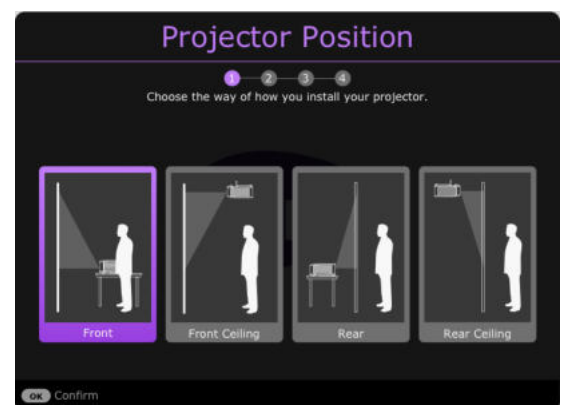 Projector Position
1 2 3 4
Choose the way of how you install your projector.
Front
Front Ceiling
Rear
Rear Ceiling
OK Confirm